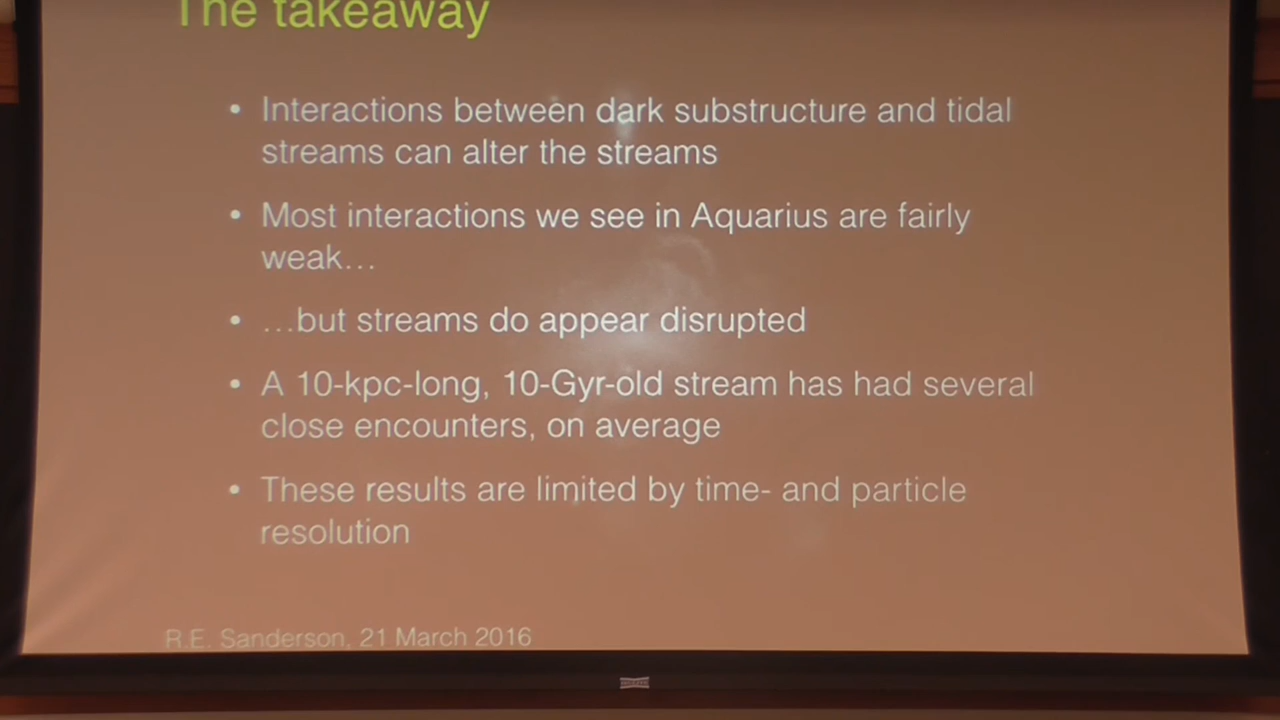 The takeaway
• Interactions between dark substructure and tidal
streams can alter the streams
• Most interactions we see in Aquarius are fairly
weak…
• …but streams do appear disrupted
• A 10-kpc-long, 10-Gyr-old stream has had several
close encounters, on average
• These results are limited by time- and particle
resolution
R.E. Sanderson, 21 March 2016